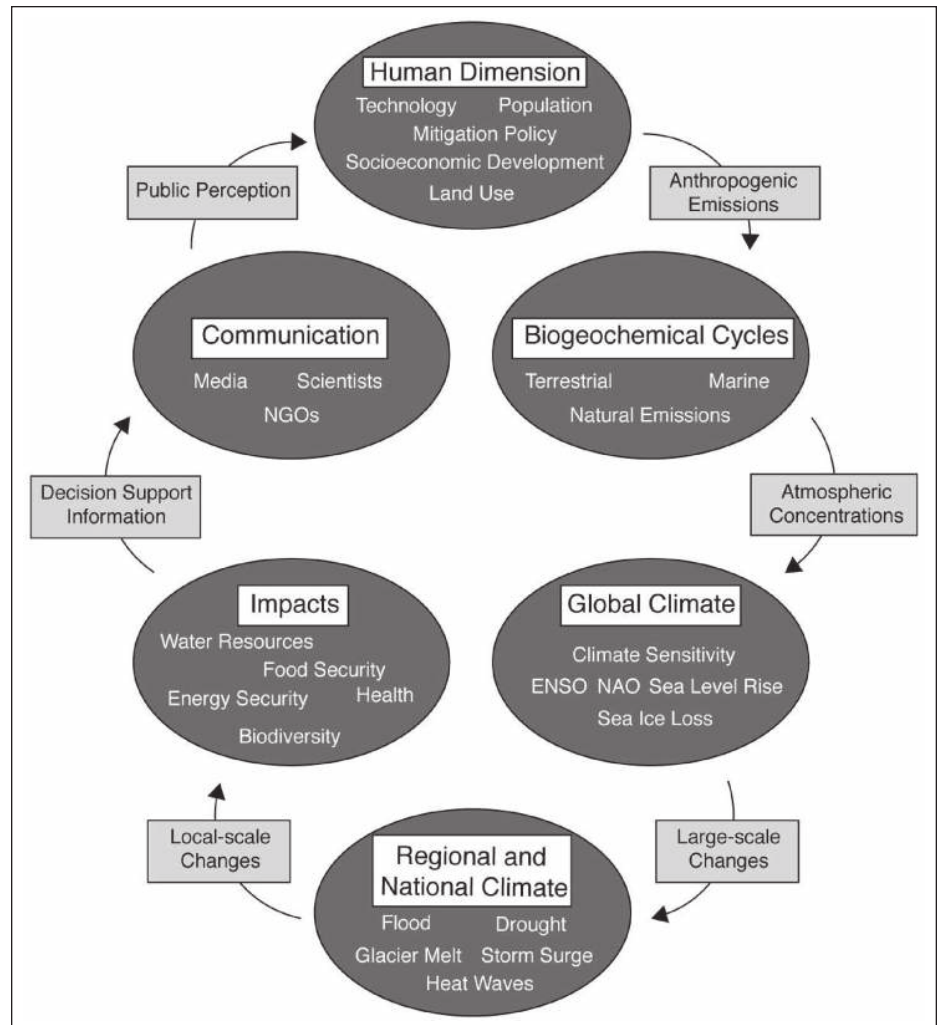 Human Dimension
Technology Population
Mitigation Policy
Socioeconomic Development
Land Use
Anthropogenic
Emissions
Biogeochemical Cycles
Terrestrial Marine
Natural Emissions
Atmospheric
Concentrations
Global Climate
Climate Sensitivity
ENSO NAO Sea Level Rise
Sea Ice Loss
Large-scale
Changes
Regional and
National Climate
Flood Drought
Glacier Melt Storm Surge
Heat Waves
Local-scale
Changes
Impacts
Water Resources
Food Security
Energy Security Health
Biodiversity
Decision Support
Information
Communication
Media Scientists
NGOs
Public Perception